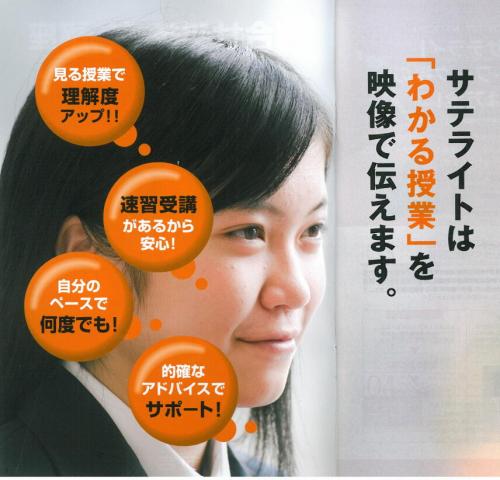 サテライトは
「わかる授業」を
映像で伝えます。
見る授業で
理解度
アップ!!
速習受講
があるから
安心!
自分の
ペースで
何度でも!
的確な
アドバイスで
サポート!